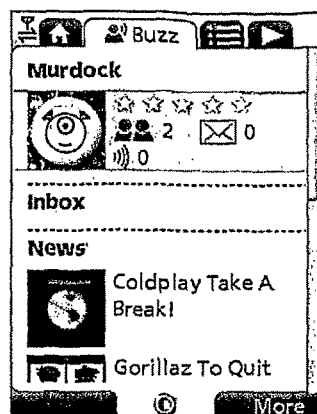 Buzz
Murdock
2 0
0
Inbox
News
Coldplay Take A
Break!
Gorillaz To Quit
More